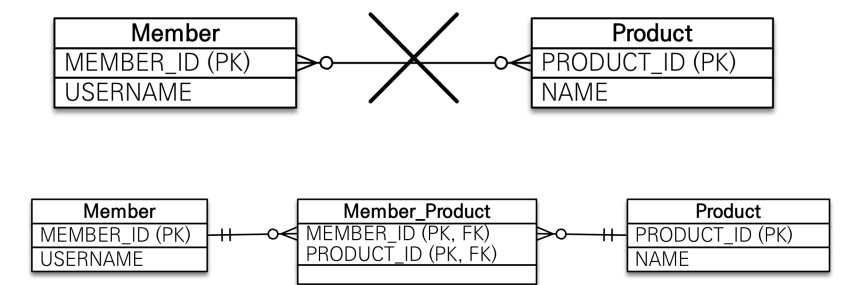 Member
MEMBER_ID (PK)
USERNAME
Product
PRODUCT_ID (PK)
NAME
Member
MEMBER_ID (PK)
USERNAME
Member_Product
MEMBER_ID (PK, FK)
PRODUCT_ID (PK, FK)
Product
PRODUCT_ID (PK)
NAME